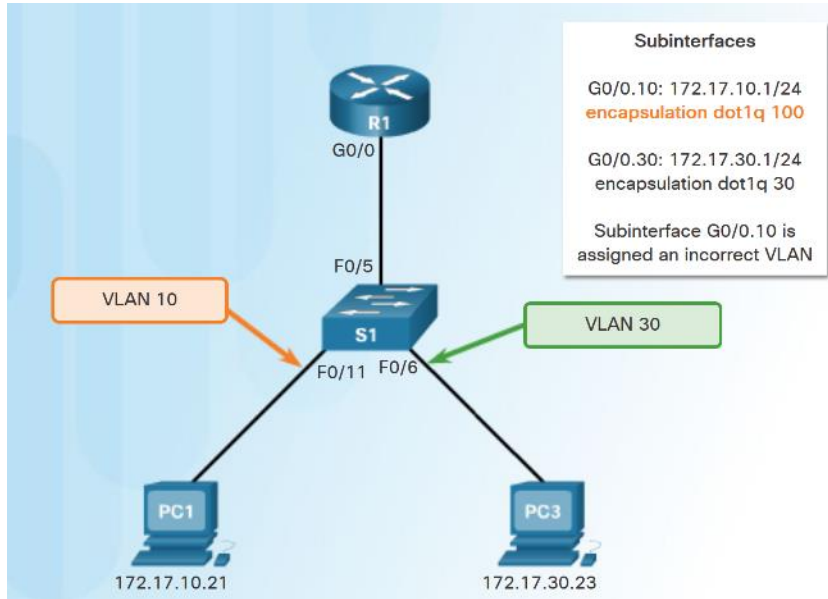 Subinterfaces
G0/0.10: 172.17.10.1/24
encapsulation dot1q 100
G0/0.30: 172.17.30.1/24
encapsulation dot1q 30
Subinterface G0/0.10 is
assigned an incorrect VLAN
R1
G0/0
F0/5
VLAN 10
VLAN 30
S1
F0/11
F0/6
PC1
PC3
172.17.10.21
172.17.30.23